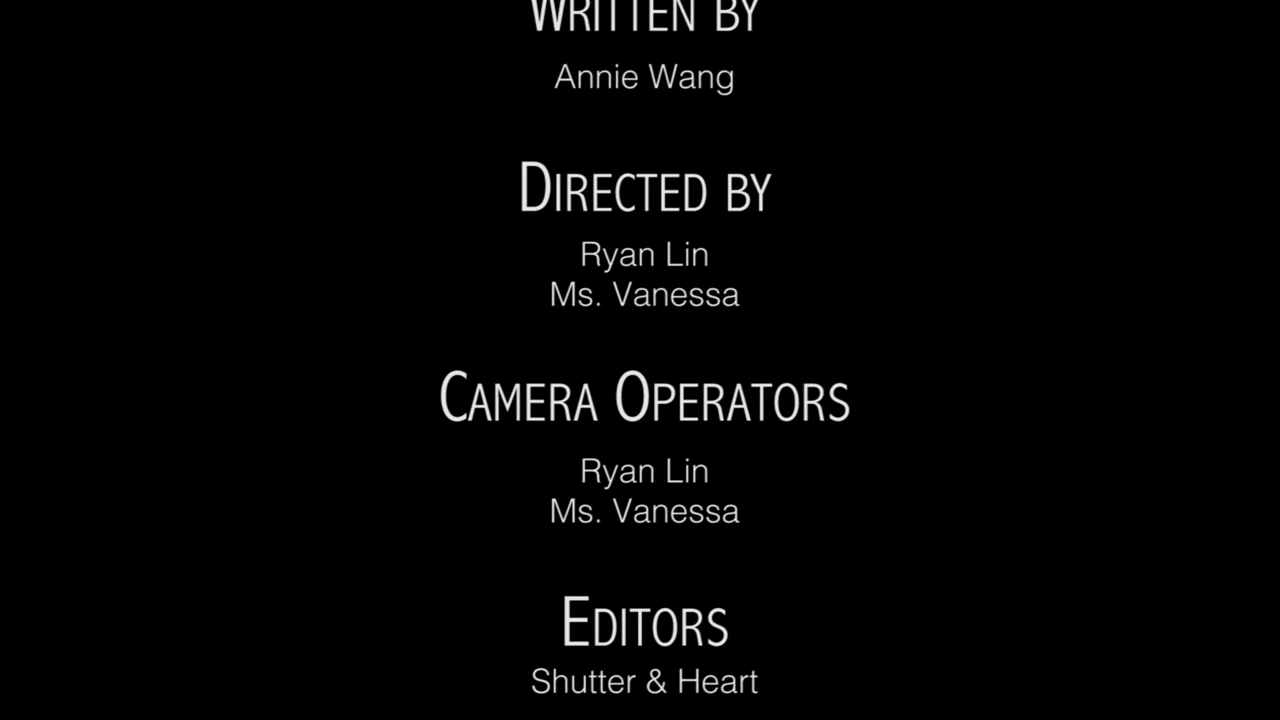 WRITTEN BY
Annie Wang
DIRECTED BY
Ryan Lin
Ms. Vanessa
CAMERA OPERATORS
Ryan Lin
Ms. Vanessa
EDITORS
Shutter & Heart